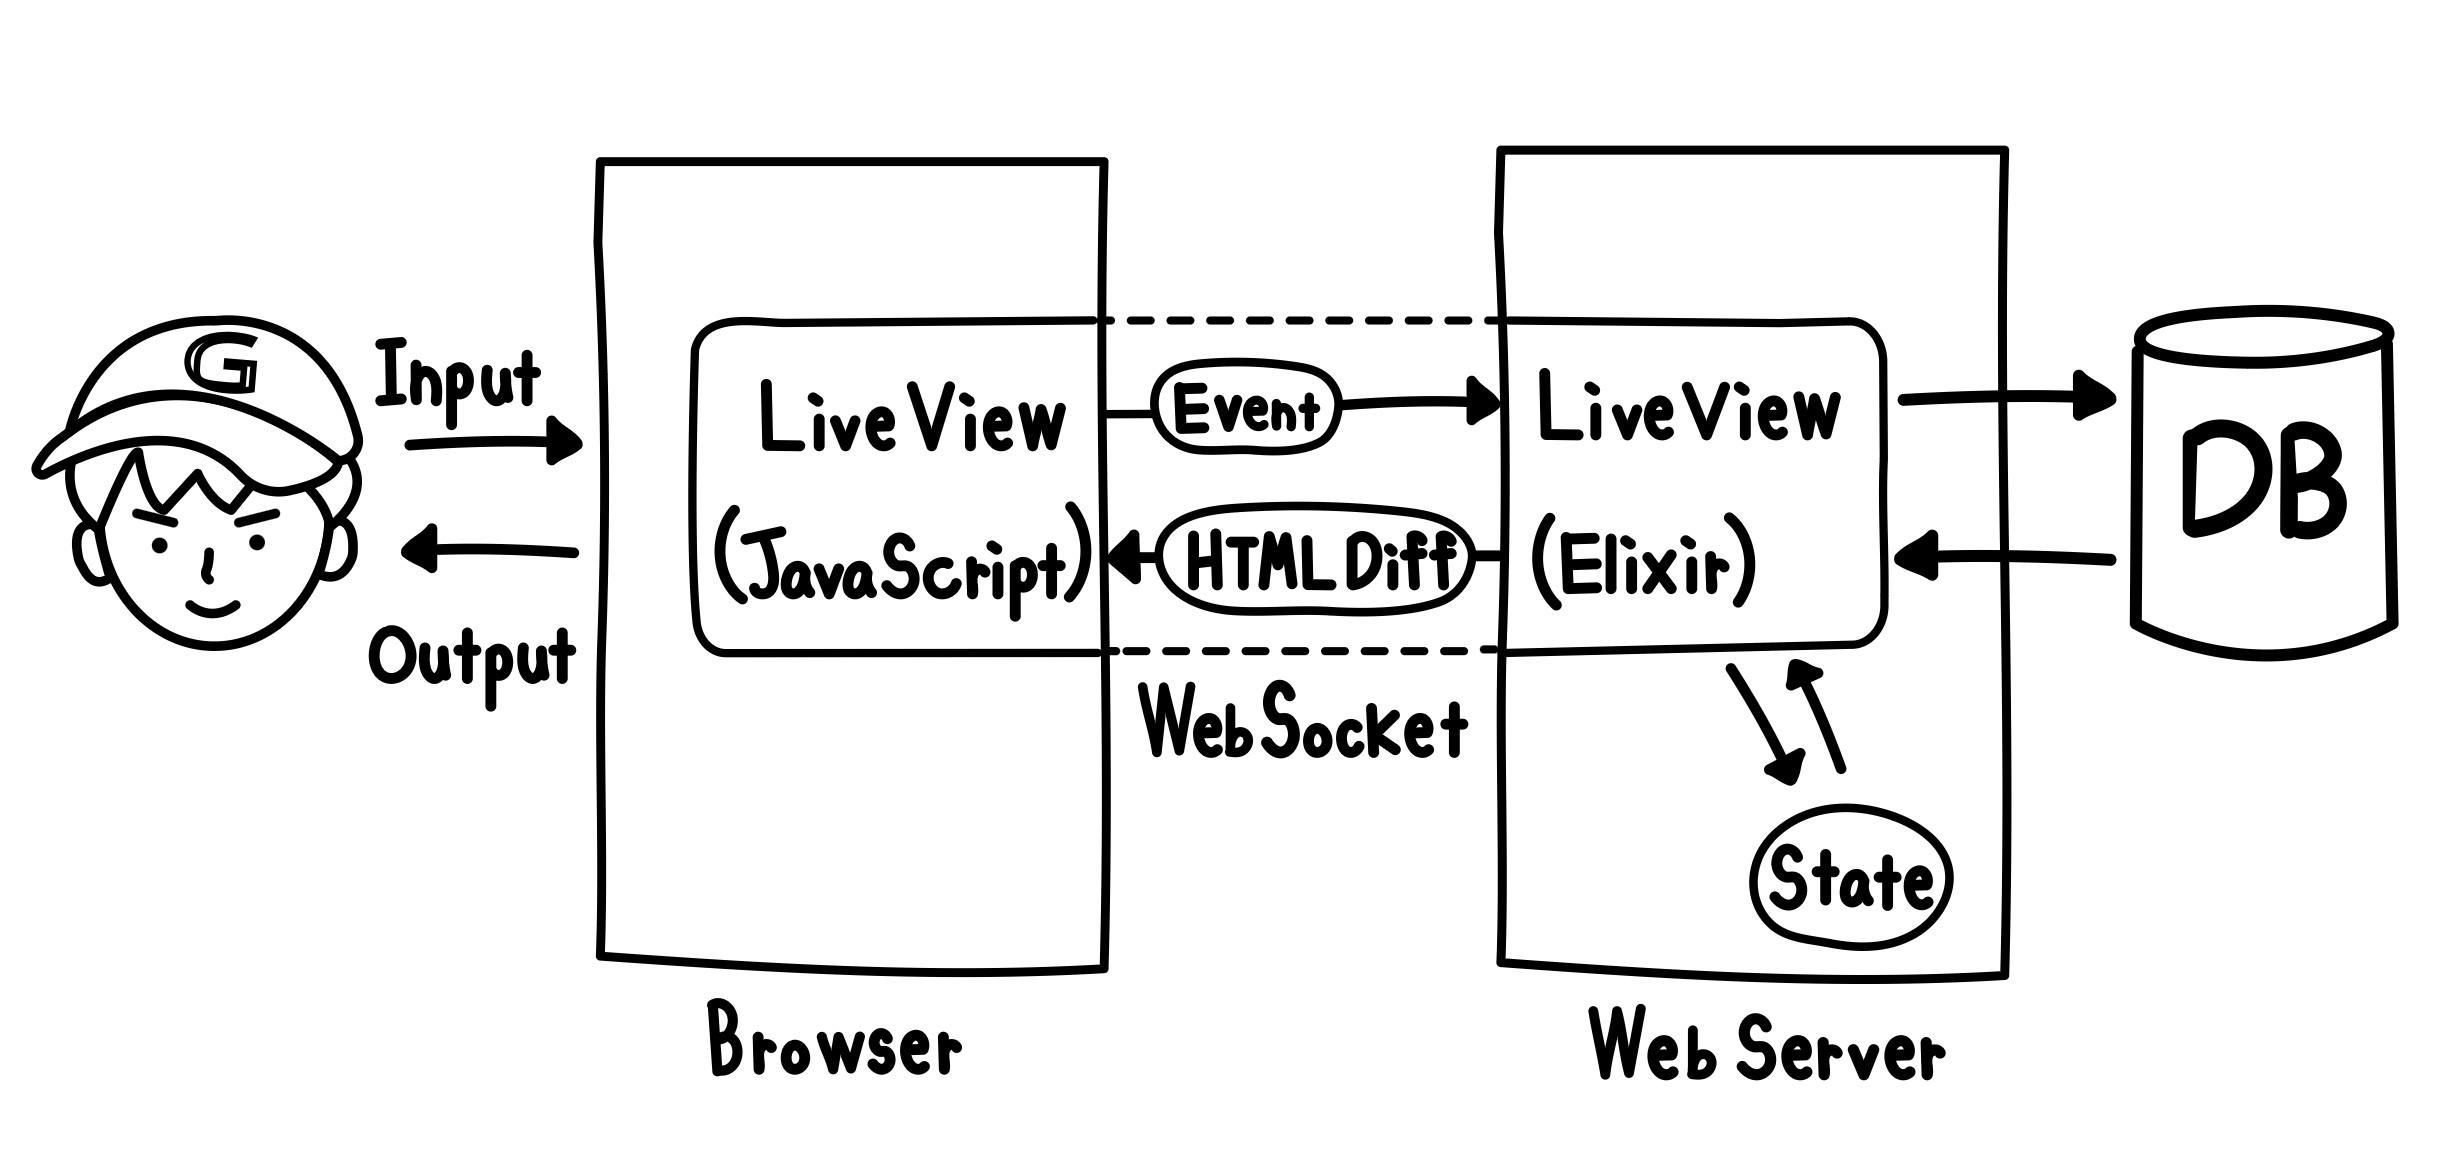 G
Input
Output
LiveView
(JavaScript)
Event
HTML Diff
WebSocket
LiveView
(Elixir)
State
DB
Browser
Web Server